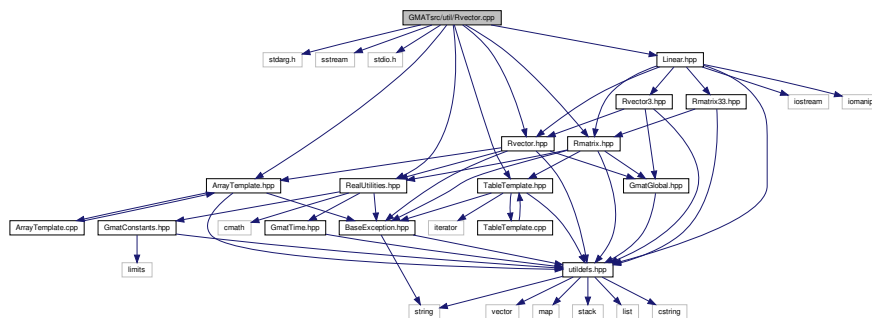 GMATsrc/util/Rvector.cpp
stdarg.h
sstream
stdio.h
Linear.hpp
Rvector3.hpp
Rmatrix33.hpp
iostream
iomanip
Rvector.hpp
Rmatrix.hpp
ArrayTemplate.hpp
RealUtilities.hpp
TableTemplate.hpp
GmatGlobal.hpp
ArrayTemplate.cpp
GmatConstants.hpp
cmath
GmatTime.hpp
BaseException.hpp
iterator
TableTemplate.cpp
limits
utildefs.hpp
string
vector
map
stack
list
cstring